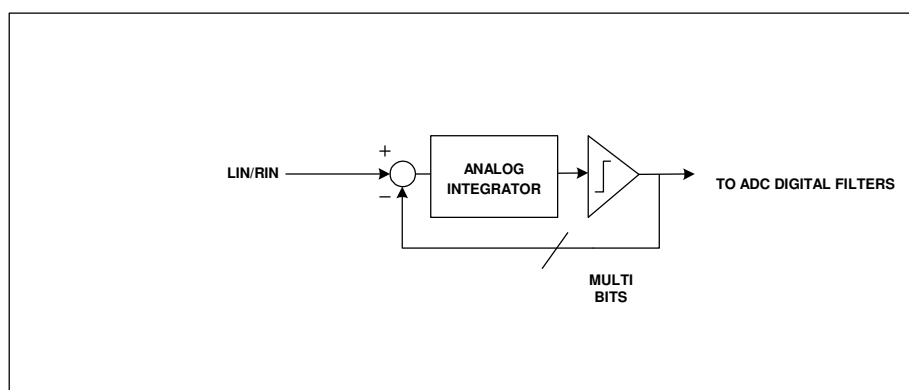 +
LIN/RIN
−
ANALOG
INTEGRATOR
TO ADC DIGITAL FILTERS
MULTI
BITS